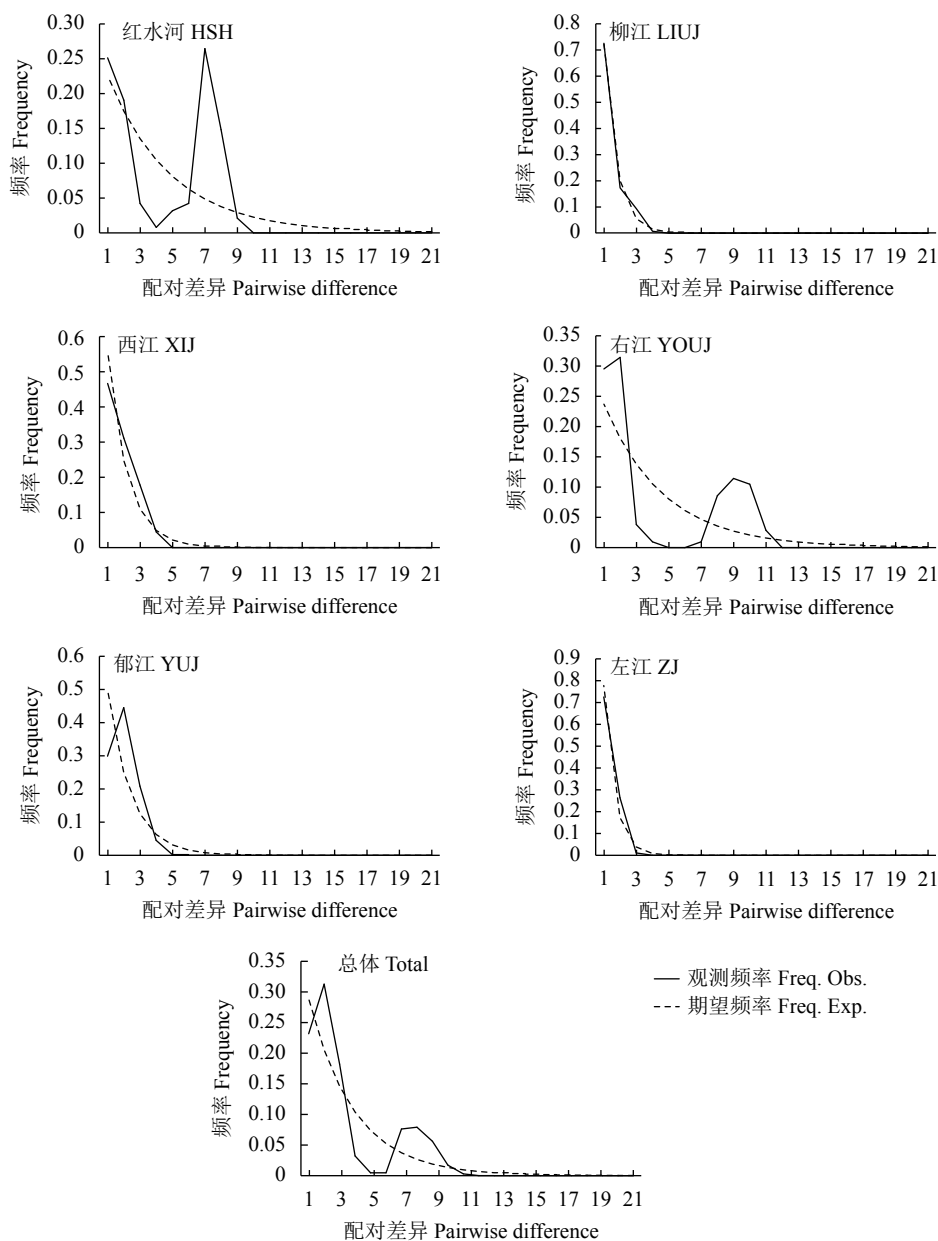 红水河 HSH
0.30
0.25
0.20
0.15
0.10
0.05
0
频率 Frequency
1 3 5 7 9 11 13 15 17 19 21
配对差异 Pairwise difference
柳江 LIUJ
0.8
0.7
0.6
0.5
0.4
0.3
0.2
0.1
0
频率 Frequency
1 3 5 7 9 11 13 15 17 19 21
配对差异 Pairwise difference
西江 XIJ
0.6
0.5
0.4
0.3
0.2
0.1
0
频率 Frequency
1 3 5 7 9 11 13 15 17 19 21
配对差异 Pairwise difference
右江 YOUJ
0.35
0.30
0.25
0.20
0.15
0.10
0.05
0
频率 Frequency
1 3 5 7 9 11 13 15 17 19 21
配对差异 Pairwise difference
郁江 YUJ
0.6
0.5
0.4
0.3
0.2
0.1
0
频率 Frequency
1 3 5 7 9 11 13 15 17 19 21
配对差异 Pairwise difference
左江 ZJ
0.9
0.8
0.7
0.6
0.5
0.4
0.3
0.2
0.1
0
频率 Frequency
1 3 5 7 9 11 13 15 17 19 21
配对差异 Pairwise difference
总体 Total
0.35
0.30
0.25
0.20
0.15
0.10
0.05
0
频率 Frequency
1 3 5 7 9 11 13 15 17 19 21
配对差异 Pairwise difference
观测频率 Freq. Obs.
期望频率 Freq. Exp.